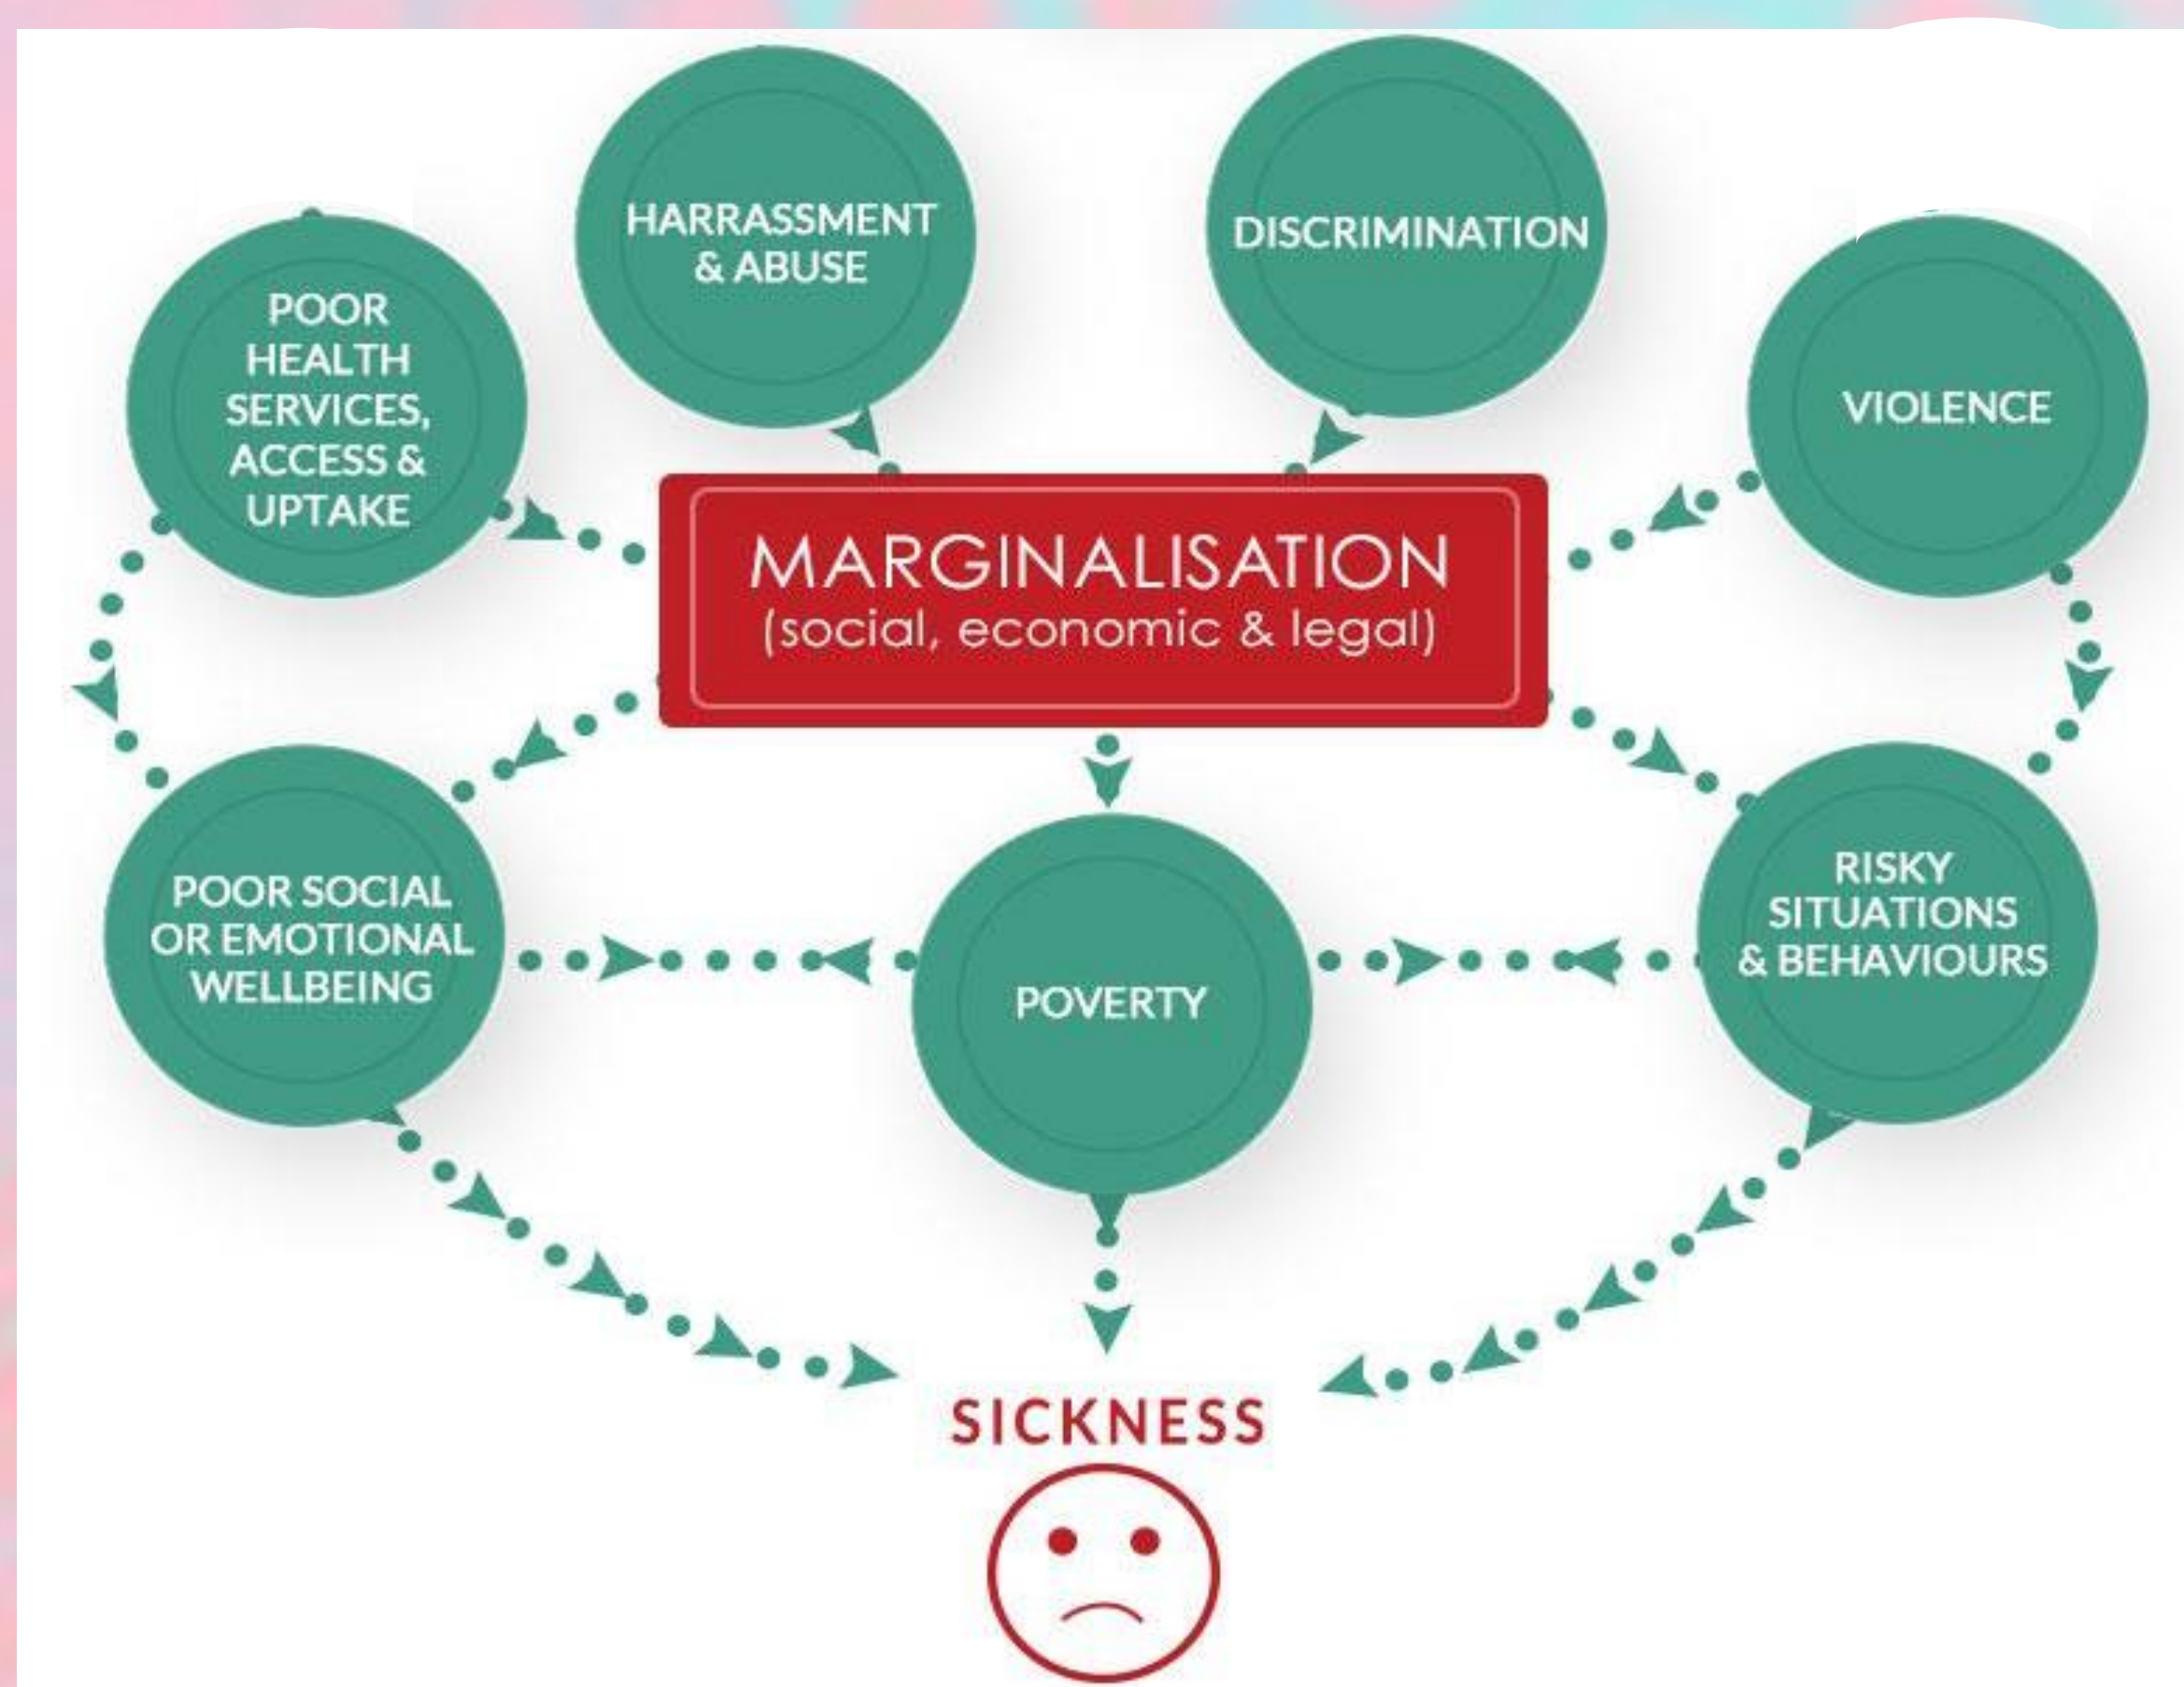 HARRASSMENT
& ABUSE
DISCRIMINATION
POOR
HEALTH
SERVICES,
ACCESS &
UPTAKE
VIOLENCE
MARGINALISATION
(social, economic & legal)
POOR SOCIAL
OR EMOTIONAL
WELLBEING
POVERTY
RISKY
SITUATIONS
& BEHAVIOURS
SICKNESS